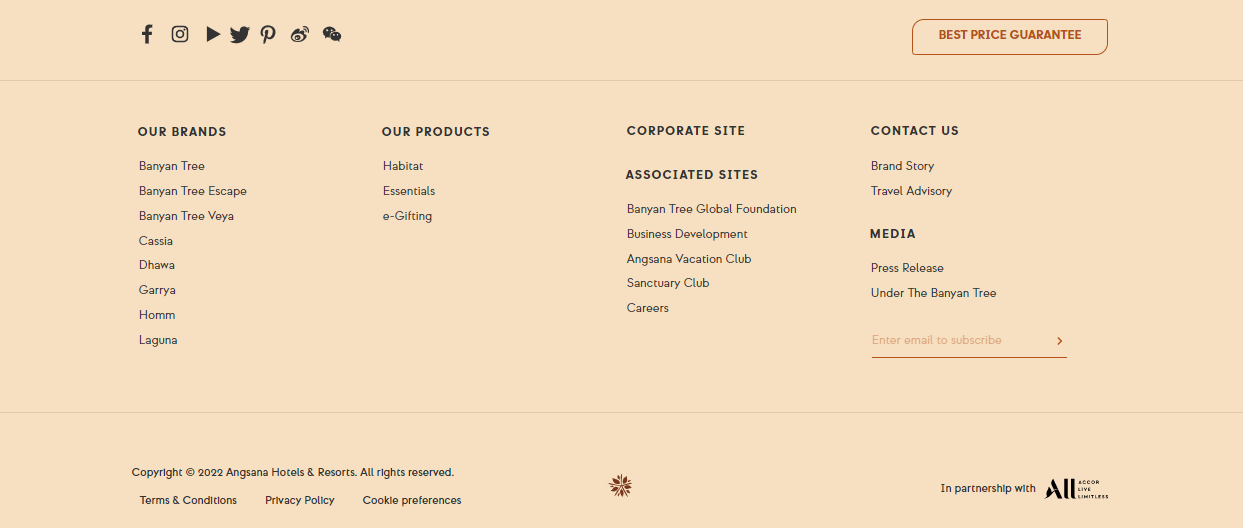 BEST PRICE GUARANTEE
OUR BRANDS
Banyan Tree
Banyan Tree Escape
Banyan Tree Veya
Cassia
Dhawa
Garrya
Homm
Laguna
OUR PRODUCTS
Habitat
Essentials
e-Gifting
CORPORATE SITE
ASSOCIATED SITES
Banyan Tree Global Foundation
Business Development
Angsana Vacation Club
Sanctuary Club
Careers
CONTACT US
Brand Story
Travel Advisory
MEDIA
Press Release
Under The Banyan Tree
Enter email to subscribe
Copyright © 2022 Angsana Hotels & Resorts. All rights reserved.
Terms & Conditions Privacy Policy Cookie preferences
In partnership with
ALL
ACCOR
LIVE
LIMITLESS